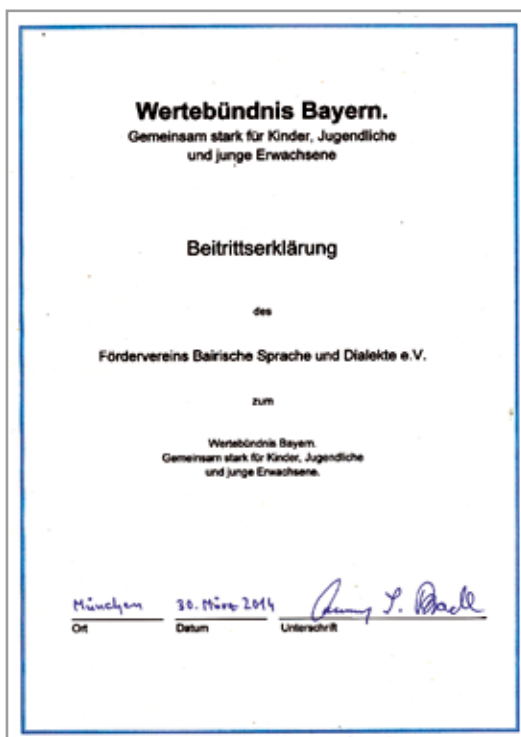 Wertebündnis Bayern.
Gemeinsam stark für Kinder, Jugendliche
und junge Erwachsene
Beitrittserklärung
des
Fördervereins Bairische Sprache und Dialekte e.V.
zum
Wertebündnis Bayern.
Gemeinsam stark für Kinder, Jugendliche
und junge Erwachsene.
München 30. März 2014
Ort Datum Unterschrift